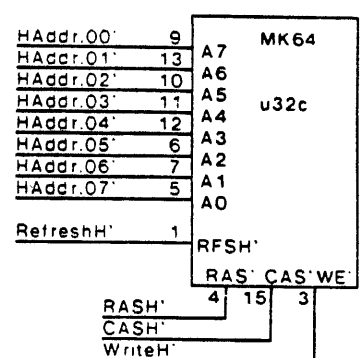 HAddr.00' 9 A7 MK64
HAddr.01' 13 A6
HAddr.02' 10 A5
HAddr.03' 11 A4 u32c
HAddr.04' 12 A3
HAddr.05' 6 A2
HAddr.06' 7 A1
HAddr.07' 5 A0
RefreshH' 1 RFSH'
RAS' CAS' WE'
4 15 3
RASH'
CASH'
WriteH'